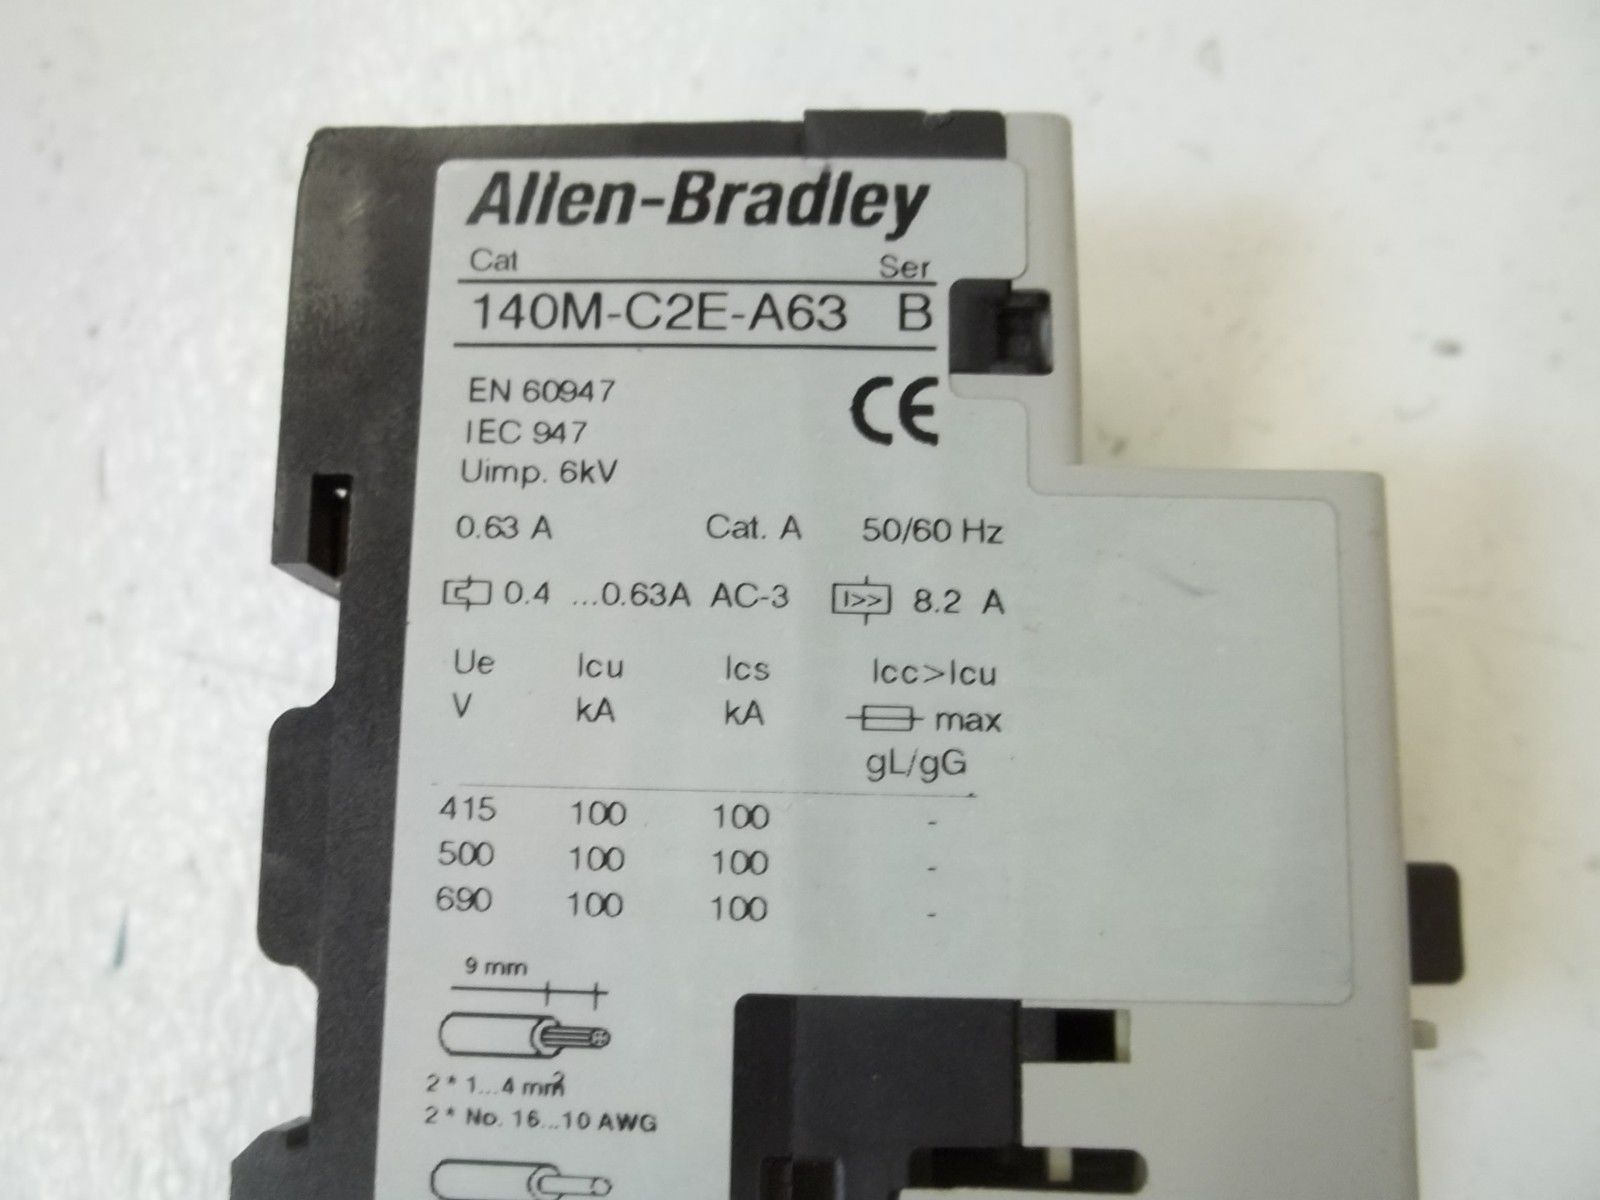 Allen-Bradley
Cat Ser
140M-C2E-A63 B
EN 60947
IEC 947
Uimp. 6kV
CE
0.63 A Cat. A 50/60 Hz
0.4 ...0.63A AC-3 I>> 8.2 A
Ue Icu Ics Icc>Icu
V kA kA max
gL/gG
415 100 100 -
500 100 100 -
690 100 100 -
9 mm
2 * 1...4 mm²
2 * No. 16...10 AWG